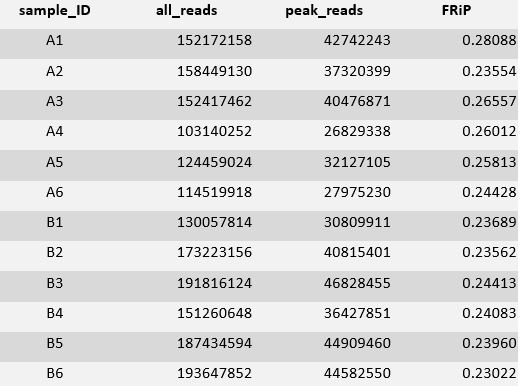 sample_ID all_reads peak_reads FRiP
A1 152172158 42742243 0.28088
A2 158449130 37320399 0.23554
A3 152417462 40476871 0.26557
A4 103140252 26829338 0.26012
A5 124459024 32127105 0.25813
A6 114519918 27975230 0.24428
B1 130057814 30809911 0.23689
B2 173223156 40815401 0.23562
B3 191816124 46828455 0.24413
B4 151260648 36427851 0.24083
B5 187434594 44909460 0.23960
B6 193647852 44582550 0.23022